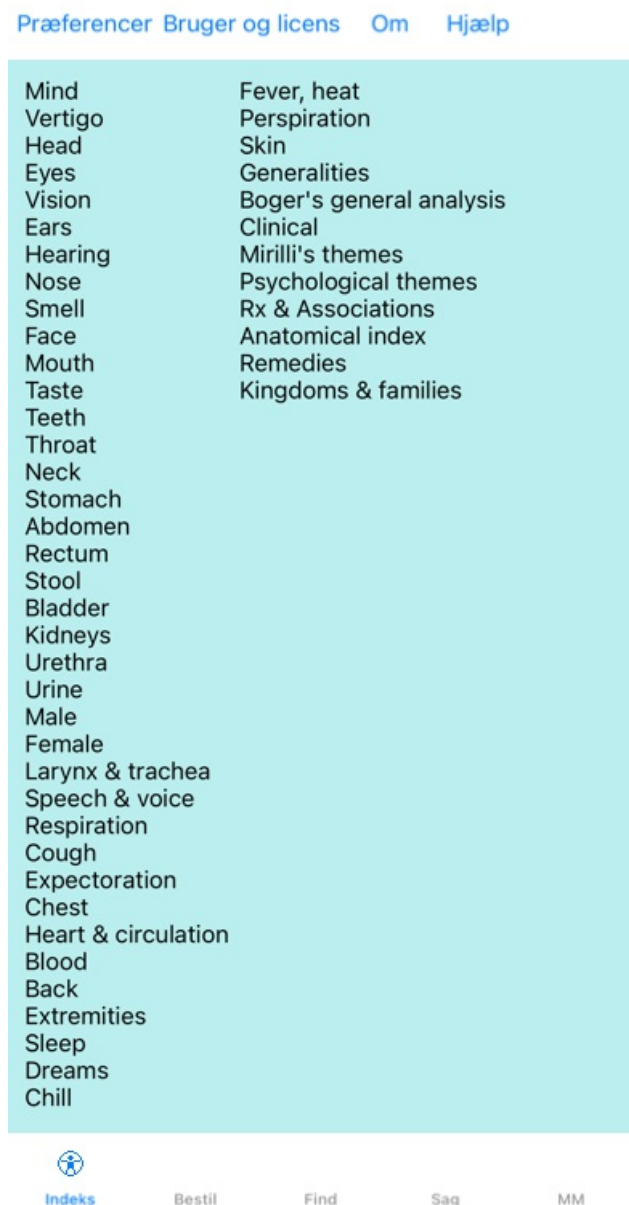 Præferencer Bruger og licens Om Hjælp
Mind
Vertigo
Head
Eyes
Vision
Ears
Hearing
Nose
Smell
Face
Mouth
Taste
Teeth
Throat
Neck
Stomach
Abdomen
Rectum
Stool
Bladder
Kidneys
Urethra
Urine
Male
Female
Larynx & trachea
Speech & voice
Respiration
Cough
Expectoration
Chest
Heart & circulation
Blood
Back
Extremities
Sleep
Dreams
Chill
Fever, heat
Perspiration
Skin
Generalities
Boger's general analysis
Clinical
Mirilli's themes
Psychological themes
Rx & Associations
Anatomical index
Remedies
Kingdoms & families
Indeks Bestil Find Sag MM